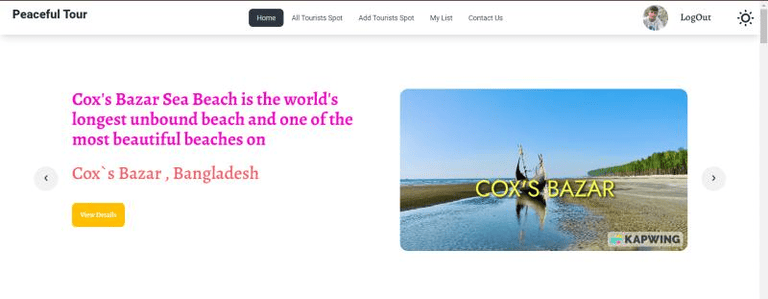 Peaceful Tour
Home All Tourists Spot Add Tourists Spot My List Contact Us
LogOut
Cox's Bazar Sea Beach is the world's
longest unbound beach and one of the
most beautiful beaches on
Cox`s Bazar , Bangladesh
View Details
COX'S BAZAR
KAPWING